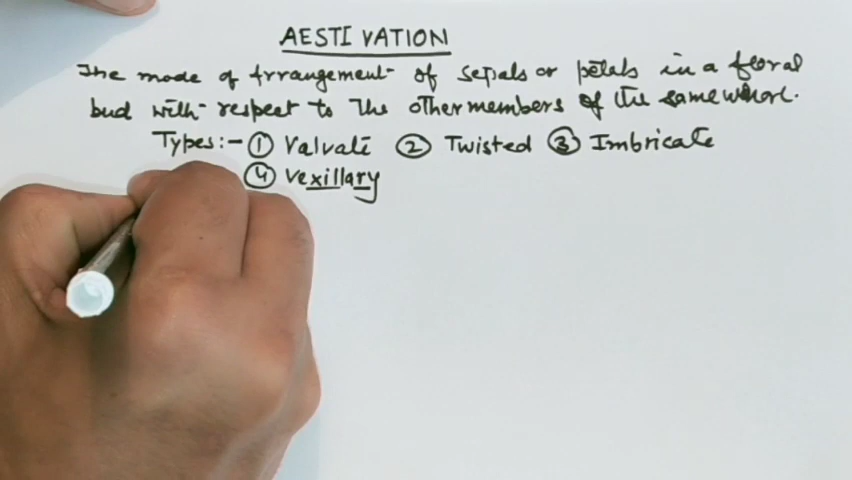 AESTIVATION
The mode of Arrangement of sepals or petals in a floral
bud with respect to the other members of the same whorl.
Types:- ① Valvate ② Twisted ③ Imbricate
④ Vexillary